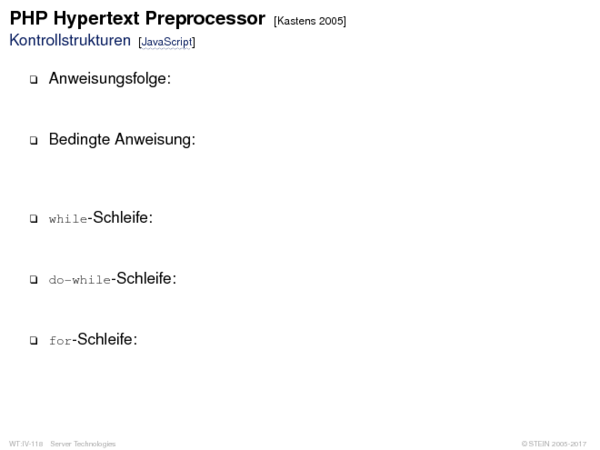 PHP Hypertext Preprocessor [Kastens 2005]
Kontrollstrukturen [JavaScript]
❑ Anweisungsfolge:
❑ Bedingte Anweisung:
❑ while-Schleife:
❑ do-while-Schleife:
❑ for-Schleife:
WT:IV-118 Server Technologies © STEIN 2005-2017